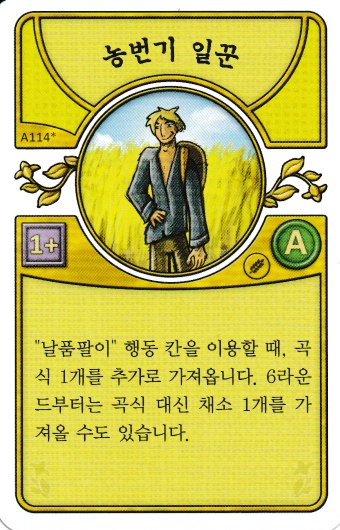 농번기 일꾼
A114*
1+
A
"날품팔이" 행동 칸을 이용할 때, 곡
식 1개를 추가로 가져옵니다. 6라운
드부터는 곡식 대신 채소 1개를 가
져올 수도 있습니다.